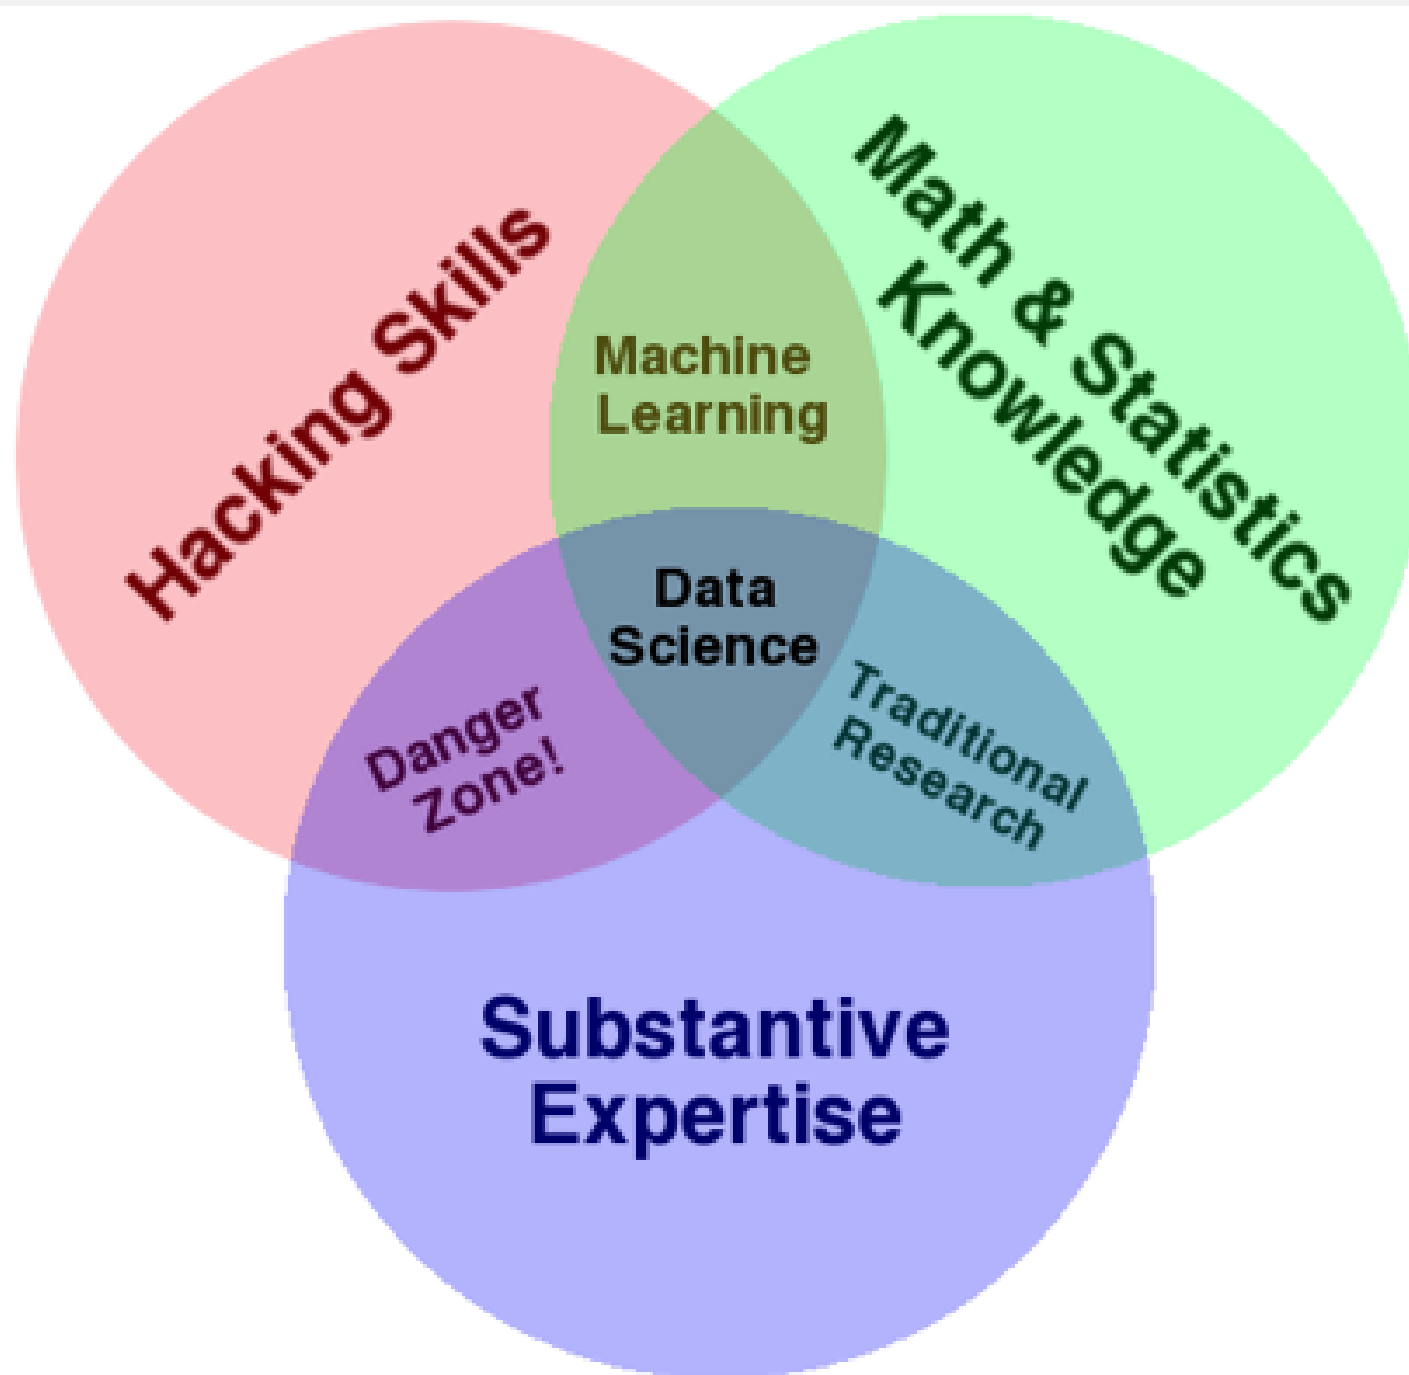 Hacking Skills
Math & Statistics
Knowledge
Machine
Learning
Data
Science
Danger
Zone!
Traditional
Research
Substantive
Expertise